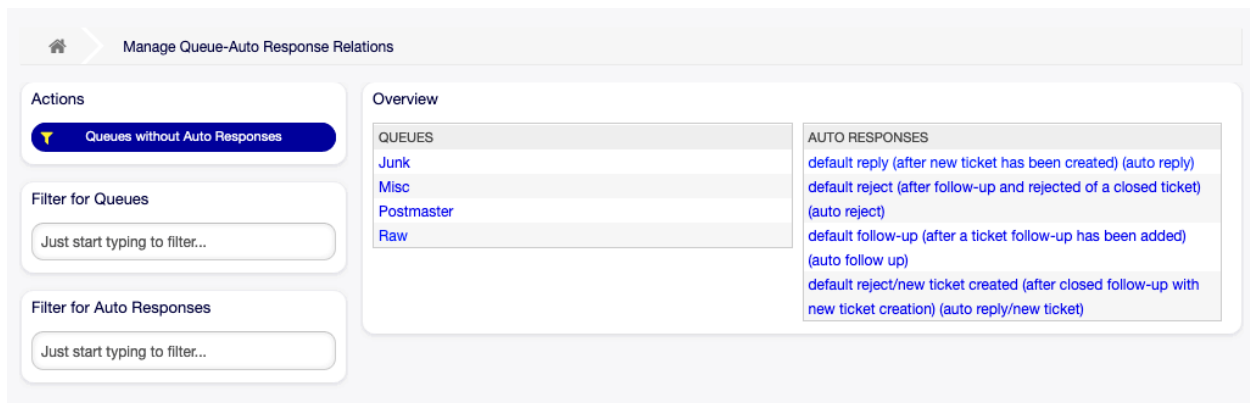 Manage Queue-Auto Response Relations
Actions
Queues without Auto Responses
Filter for Queues
Just start typing to filter...
Filter for Auto Responses
Just start typing to filter...
Overview
QUEUES
Junk
Misc
Postmaster
Raw
AUTO RESPONSES
default reply (after new ticket has been created) (auto reply)
default reject (after follow-up and rejected of a closed ticket)
(auto reject)
default follow-up (after a ticket follow-up has been added)
(auto follow up)
default reject/new ticket created (after closed follow-up with
new ticket creation) (auto reply/new ticket)